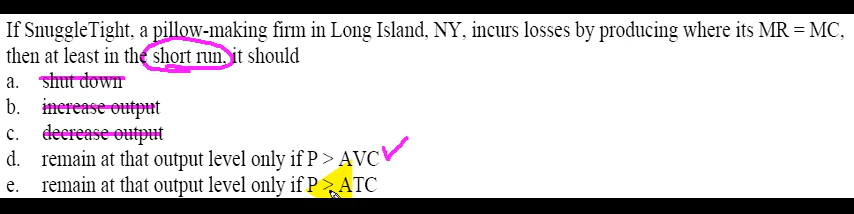 If SnuggleTight, a pillow-making firm in Long Island, NY, incurs losses by producing where its MR = MC,
then at least in the short run, it should
a. shut down
b. increase output
c. decrease output
d. remain at that output level only if P > AVC
e. remain at that output level only if P > ATC